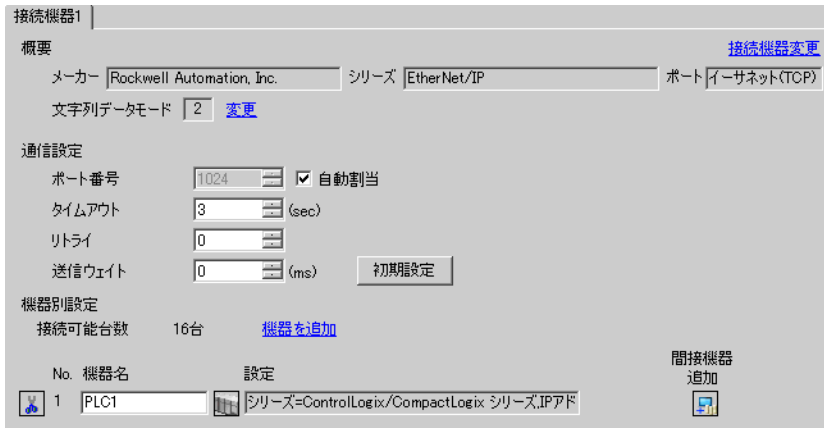 接続機器1
概要 接続機器変更
メーカー Rockwell Automation, Inc. シリーズ EtherNet/IP ポート イーサネット(TCP)
文字列データモード 2 変更
通信設定
ポート番号 1024 自動割当
タイムアウト 3 (sec)
リトライ 0
送信ウェイト 0 (ms) 初期設定
機器別設定
接続可能台数 16台 機器を追加
間接機器
No. 機器名 設定 追加
1 PLC1 シリーズ=ControlLogix/CompactLogix シリーズ,IPアド